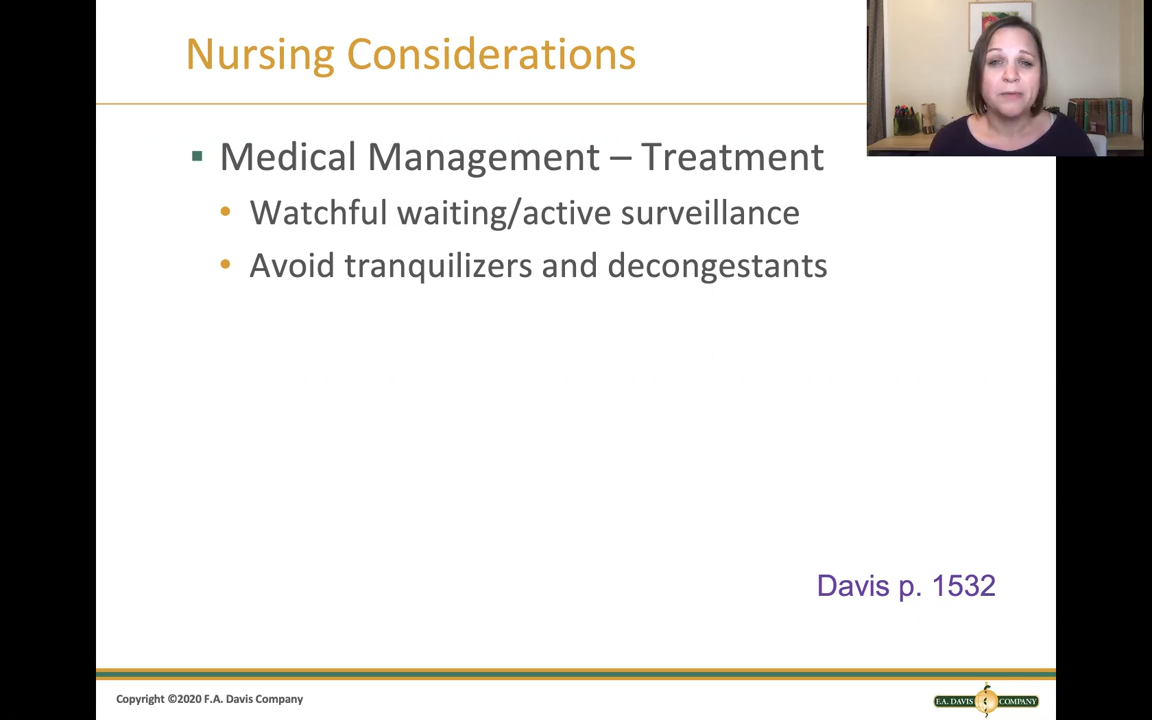 Nursing Considerations
▪ Medical Management – Treatment
• Watchful waiting/active surveillance
• Avoid tranquilizers and decongestants
Davis p. 1532
Copyright ©2020 F.A. Davis Company
F.A. DAVIS COMPANY